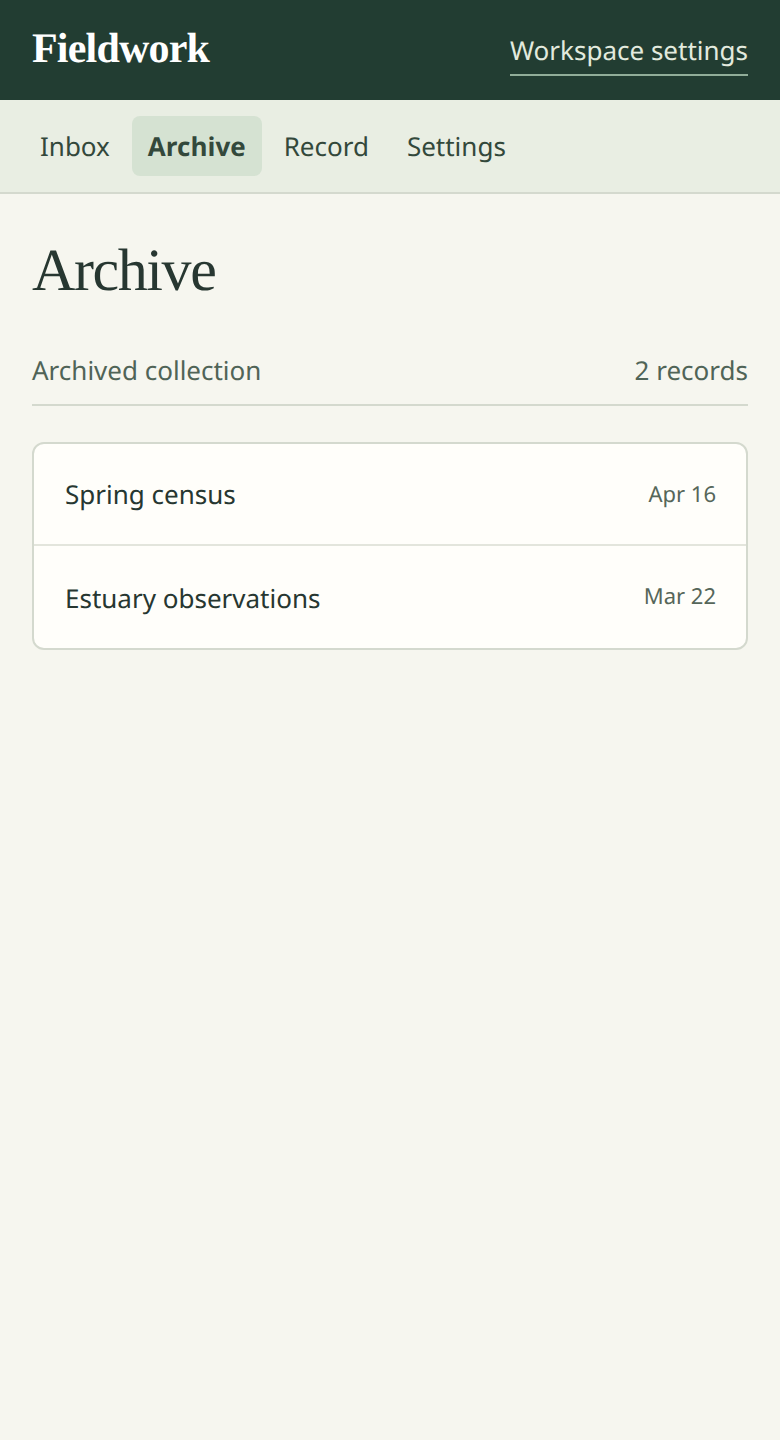 Fieldwork
Workspace settings
Inbox Archive Record Settings
Archive
Archived collection 2 records
Spring census Apr 16
Estuary observations Mar 22